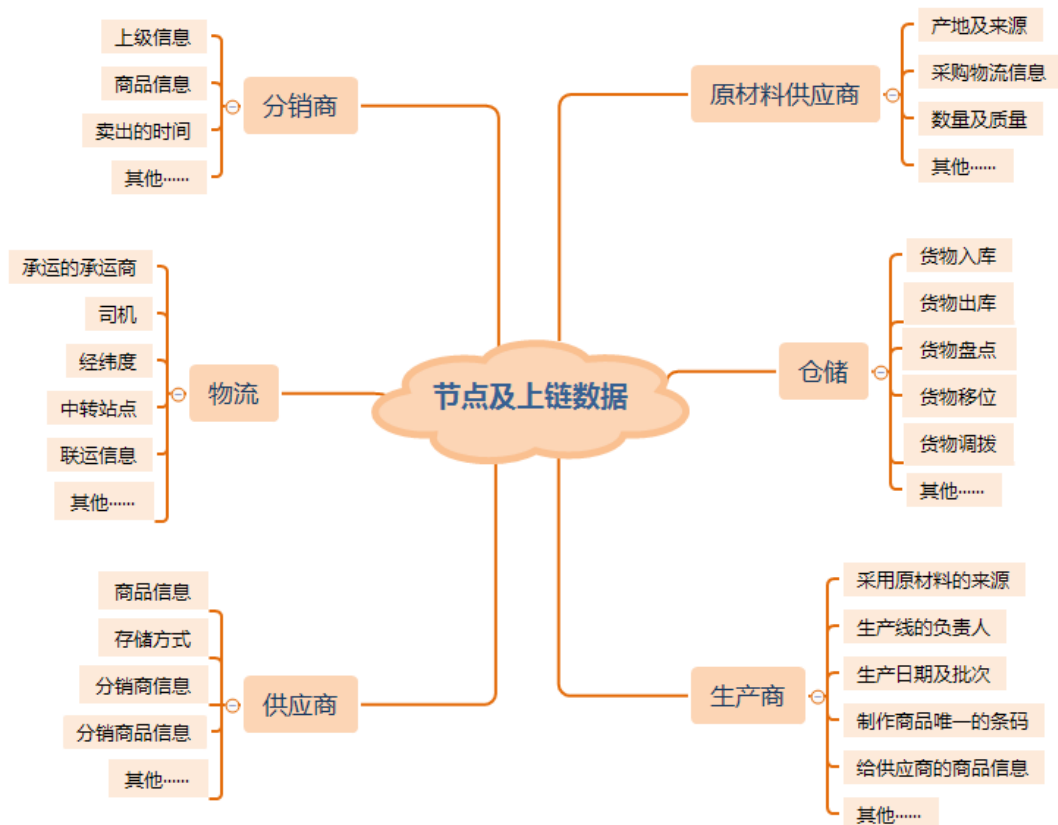 节点及上链数据
原材料供应商
产地及来源
采购物流信息
数量及质量
其他……
仓储
货物入库
货物出库
货物盘点
货物移位
货物调拨
其他……
生产商
采用原材料的来源
生产线的负责人
生产日期及批次
制作商品唯一的条码
给供应商的商品信息
其他……
分销商
上级信息
商品信息
卖出的时间
其他……
物流
承运的承运商
司机
经纬度
中转站点
联运信息
其他……
供应商
商品信息
存储方式
分销商信息
分销商品信息
其他……